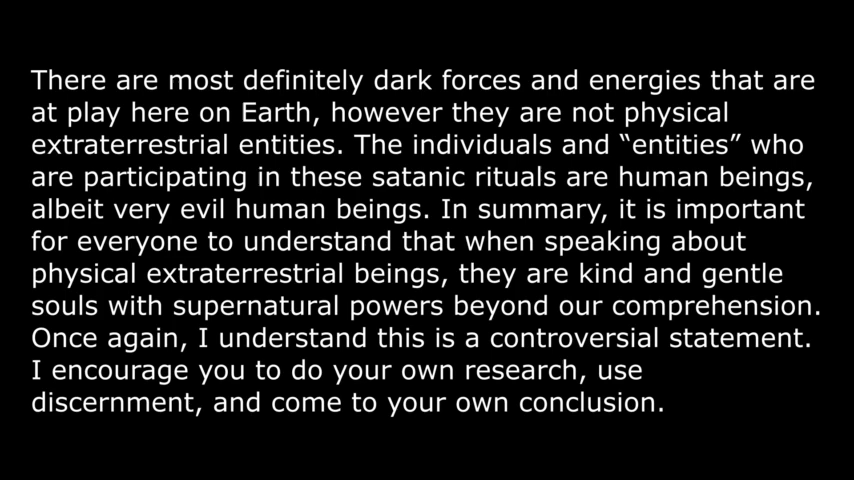 There are most definitely dark forces and energies that are
at play here on Earth, however they are not physical
extraterrestrial entities. The individuals and “entities” who
are participating in these satanic rituals are human beings,
albeit very evil human beings. In summary, it is important
for everyone to understand that when speaking about
physical extraterrestrial beings, they are kind and gentle
souls with supernatural powers beyond our comprehension.
Once again, I understand this is a controversial statement.
I encourage you to do your own research, use
discernment, and come to your own conclusion.